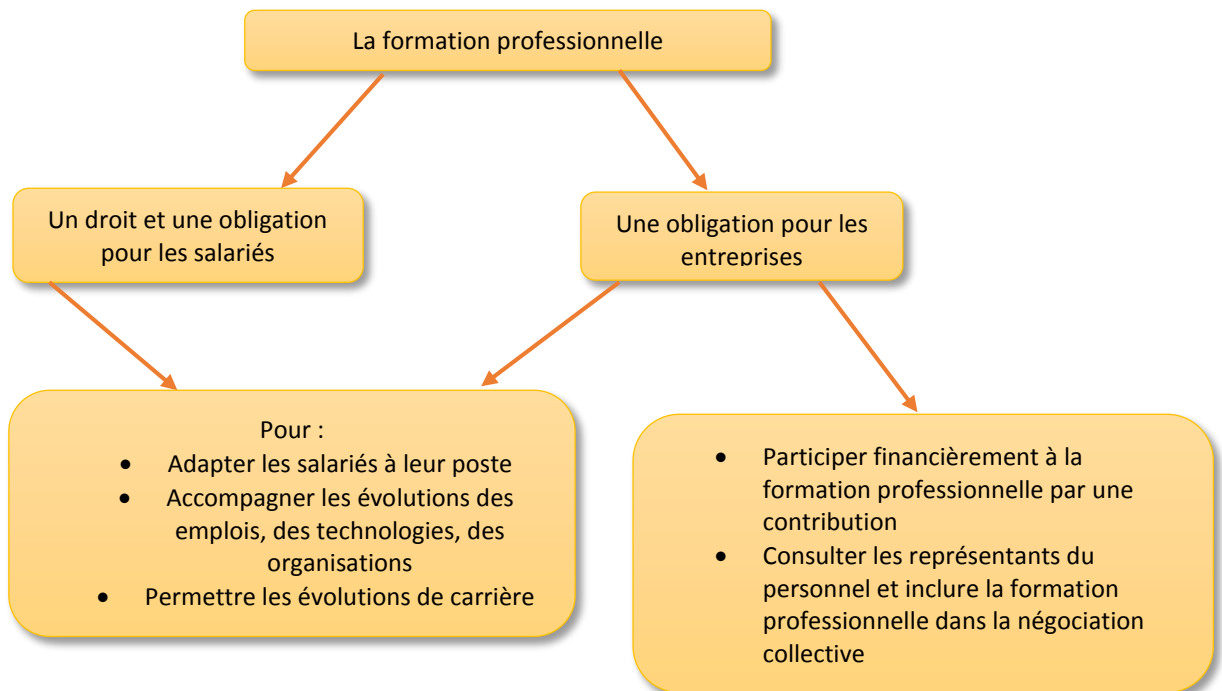 La formation professionnelle
Un droit et une obligation
pour les salariés
Une obligation pour les
entreprises
Pour :
• Adapter les salariés à leur poste
• Accompagner les évolutions des
emplois, des technologies, des
organisations
• Permettre les évolutions de carrière
• Participer financièrement à la
formation professionnelle par une
contribution
• Consulter les représentants du
personnel et inclure la formation
professionnelle dans la négociation
collective